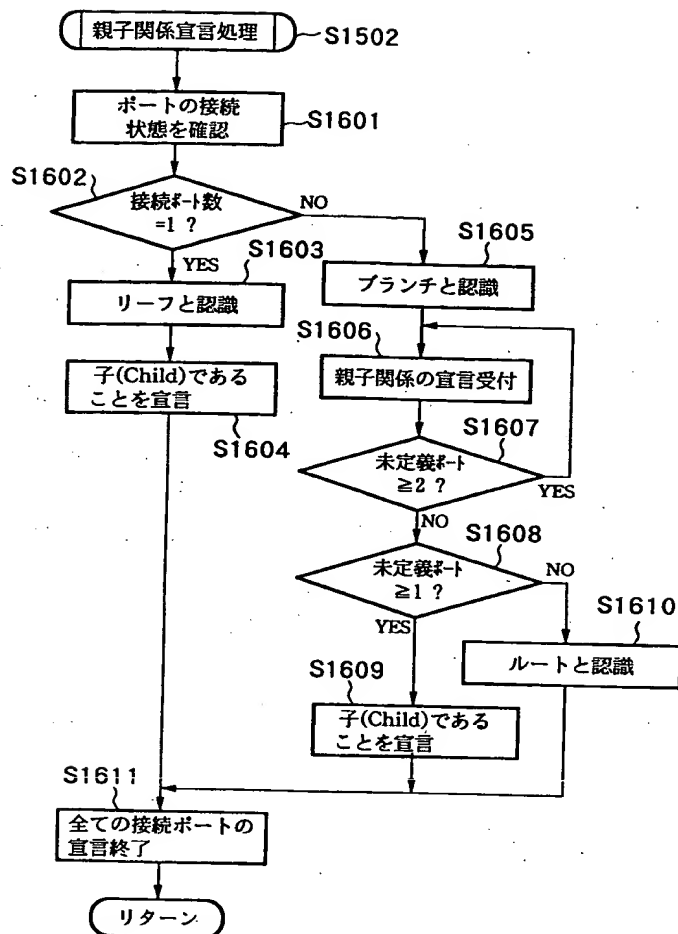 親子関係宣言処理
S1502
ポートの接続
状態を確認
S1601
S1602
接続ポート数
=1 ?
NO
YES
S1603
リーフと認識
子(Child)である
ことを宣言
S1604
S1605
ブランチと認識
S1606
親子関係の宣言受付
S1607
未定義ポート
≧2 ?
YES
NO
S1608
未定義ポート
≧1 ?
NO
YES
S1610
ルートと認識
S1609
子(Child)である
ことを宣言
S1611
全ての接続ポートの
宣言終了
リターン